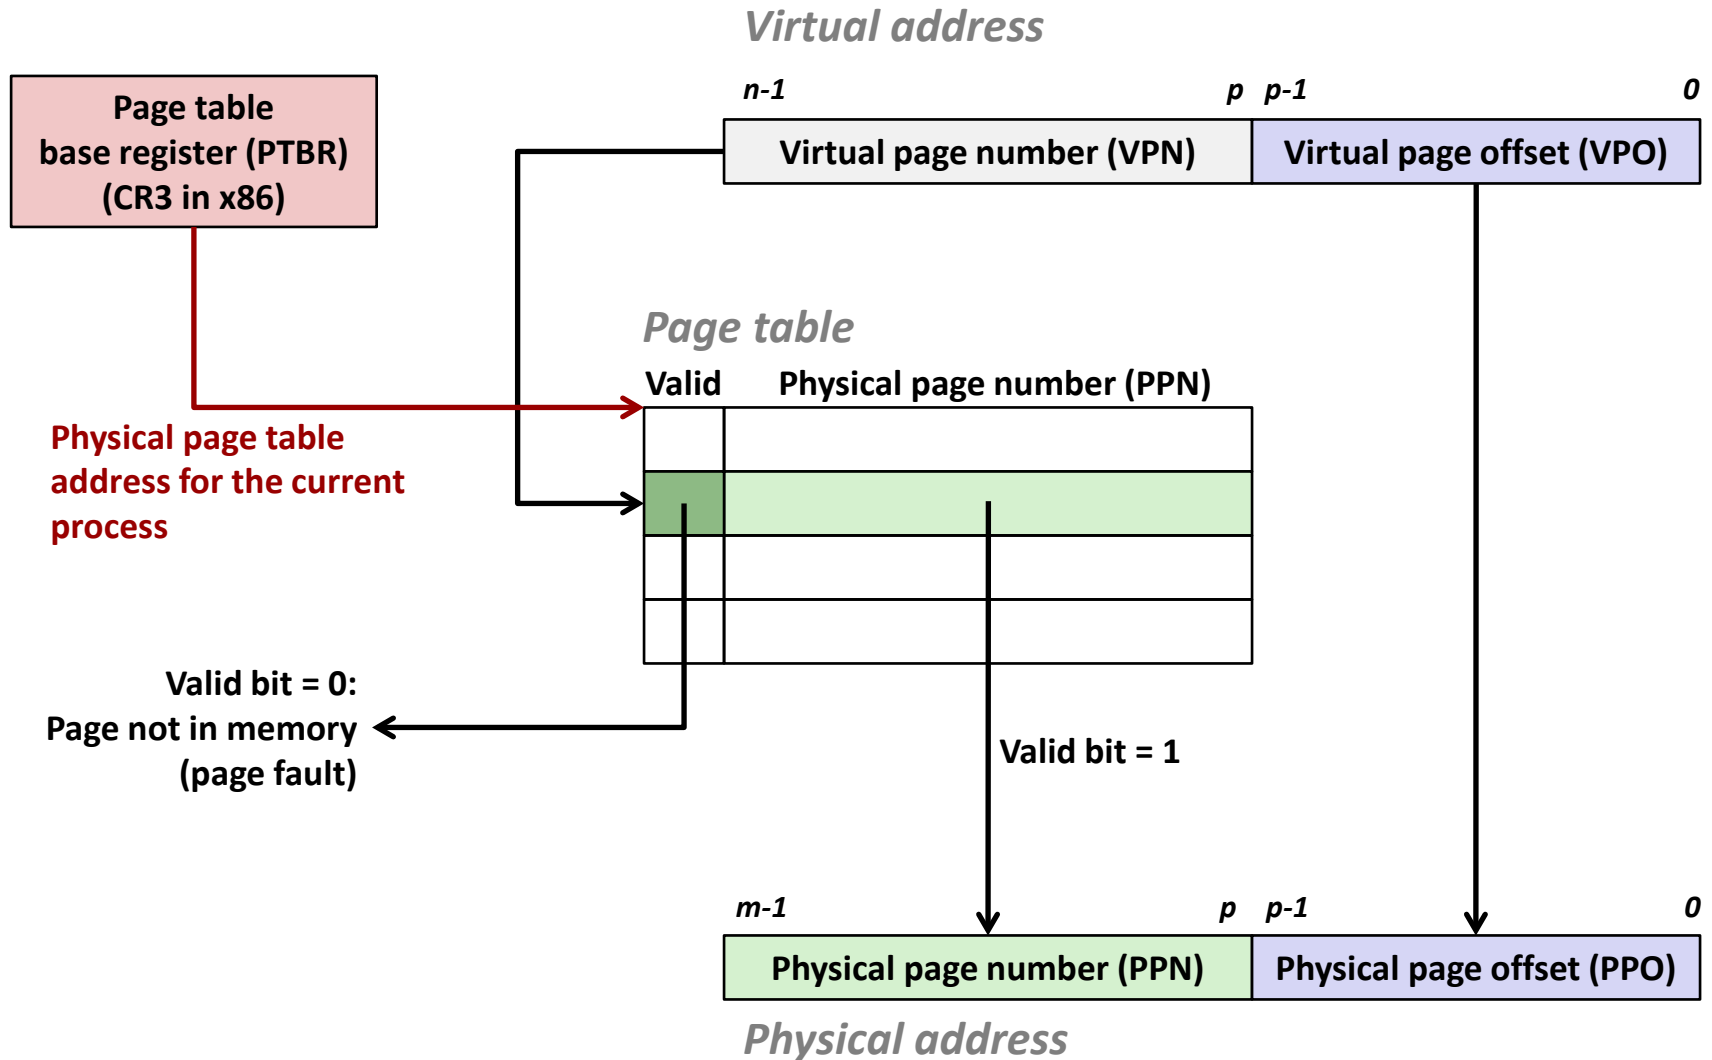 Virtual address
Page table
base register (PTBR)
(CR3 in x86)
n-1 p p-1 0
Virtual page number (VPN) Virtual page offset (VPO)
Page table
Valid Physical page number (PPN)
Physical page table
address for the current
process
Valid bit = 0:
Page not in memory
(page fault)
Valid bit = 1
m-1 p p-1 0
Physical page number (PPN) Physical page offset (PPO)
Physical address